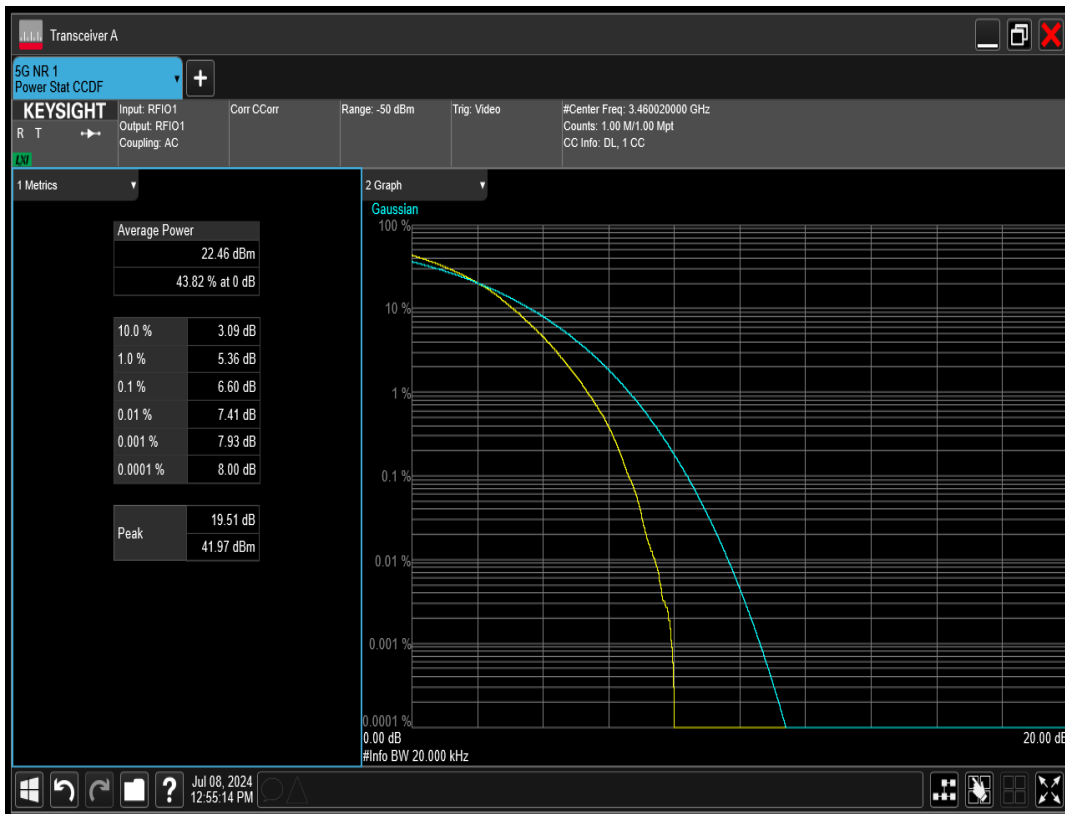 Transceiver A
5G NR 1
Power Stat CCDF
+
KEYSIGHT
R T
LXI
Input: RFIO1
Output: RFIO1
Coupling: AC
Corr CCorr
Range: -50 dBm
Trig: Video
#Center Freq: 3.460020000 GHz
Counts: 1.00 M/1.00 Mpt
CC Info: DL, 1 CC
1 Metrics
Average Power
22.46 dBm
43.82 % at 0 dB
10.0 % 3.09 dB
1.0 % 5.36 dB
0.1 % 6.60 dB
0.01 % 7.41 dB
0.001 % 7.93 dB
0.0001 % 8.00 dB
Peak
19.51 dB
41.97 dBm
2 Graph
Gaussian
100 %
10 %
1 %
0.1 %
0.01 %
0.001 %
0.0001 %
0.00 dB
20.00 dB
#Info BW 20.000 kHz
?
Jul 08, 2024
12:55:14 PM